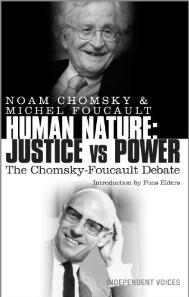 NOAM CHOMSKY &
MICHEL FOUCAULT
HUMAN NATURE:
JUSTICE VS POWER
The Chomsky-Foucault Debate
Introduction by Fons Elders
INDEPENDENT VOICES